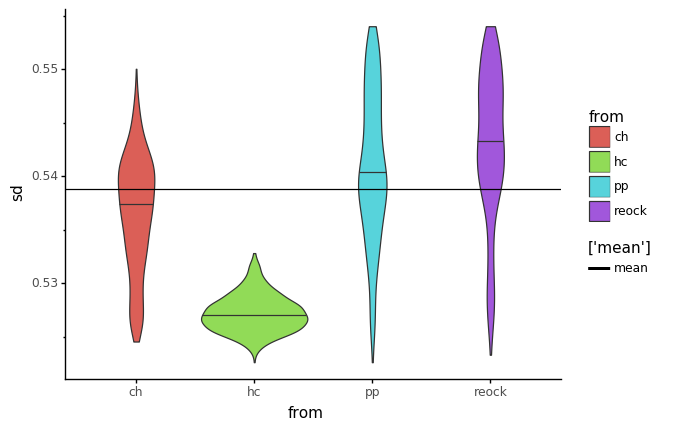 0.55
0.54
0.53
sd
ch
hc
pp
reock
from
from
ch
hc
pp
reock
['mean']
mean